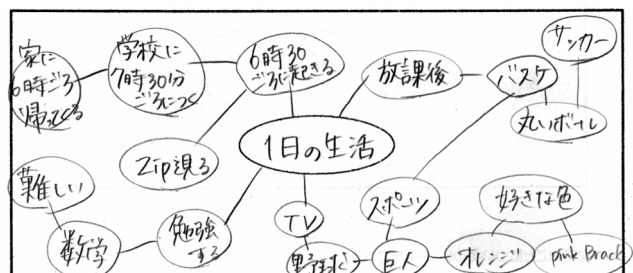 家に
6時ごろ
帰ってくる
学校に
7時30分
ごろにつく
6時30
ごろに起きる
放課後
バスケ
サッカー
丸いボール
1日の生活
Zip視る
難しい
数学
勉強
する
TV
野球
巨人
スポーツ
オレンジ
好きな色
pink Brack